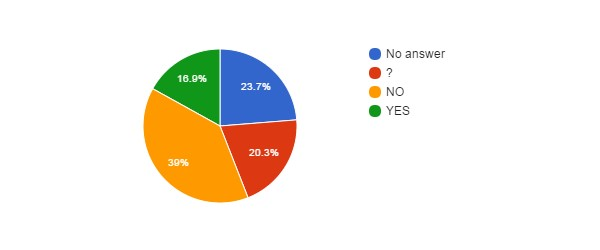 No answer
?
NO
YES
16.9%
23.7%
20.3%
39%